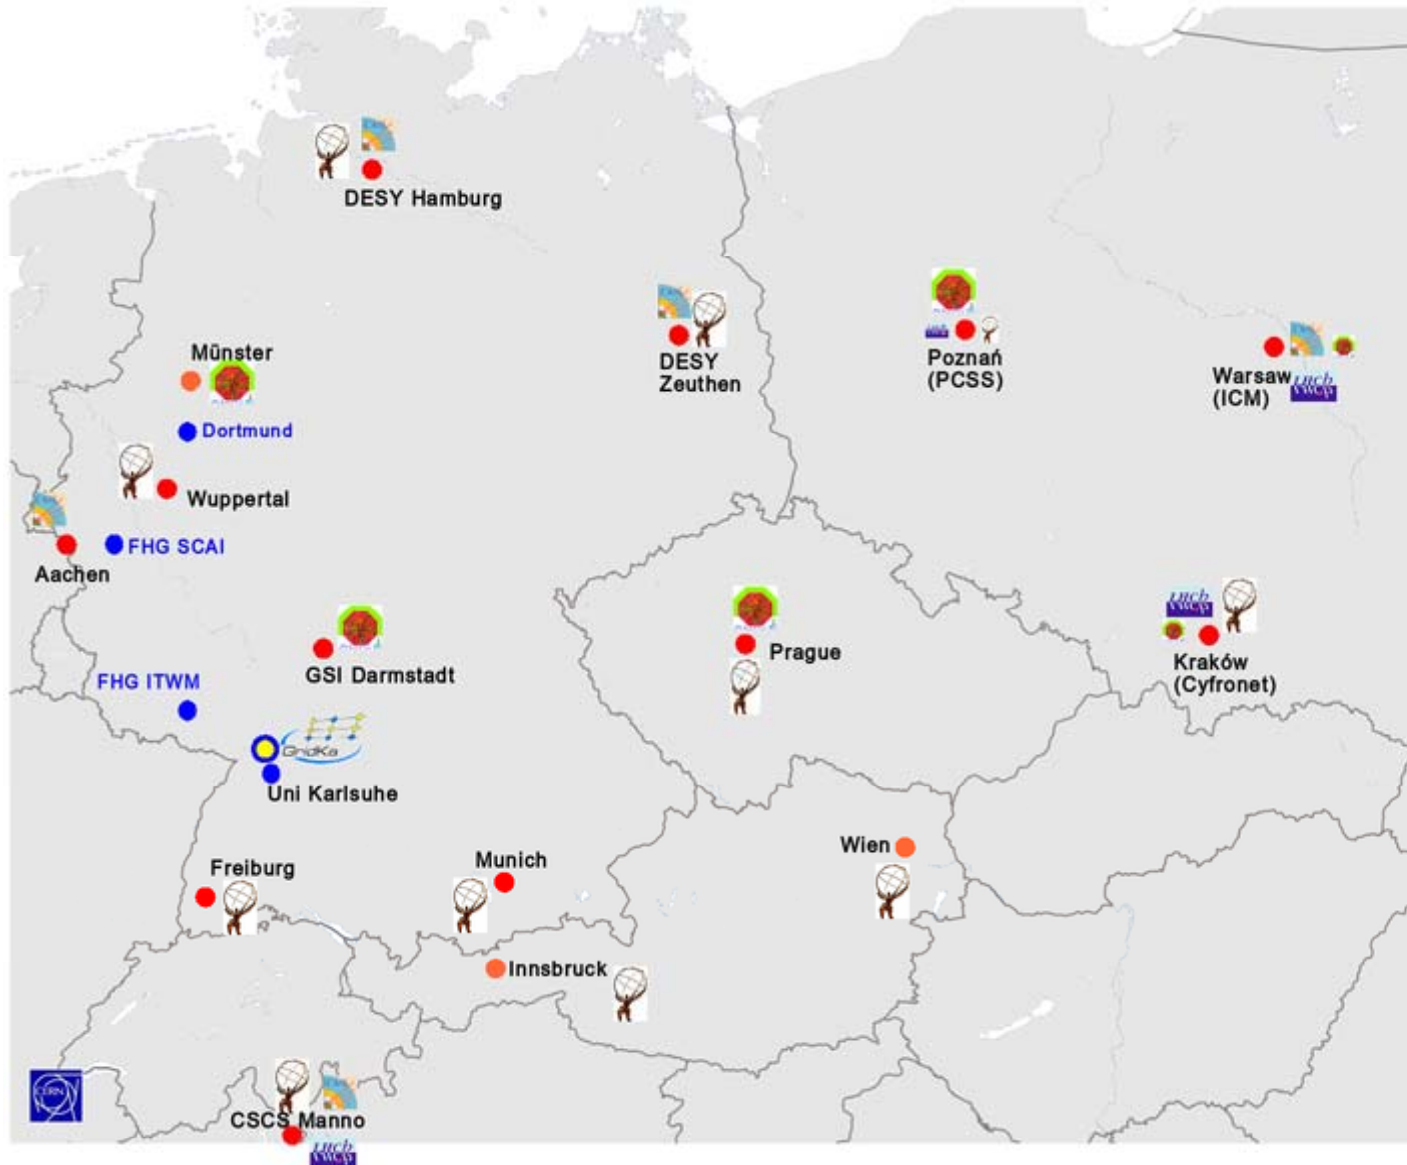 DESY Hamburg
DESY
Zeuthen
Poznań
(PCSS)
Warsaw
(ICM)
Münster
Dortmund
Wuppertal
FHG SCAI
Aachen
GSI Darmstadt
Prague
Kraków
(Cyfronet)
FHG ITWM
GridKa
Uni Karlsuhe
Wien
Freiburg
Munich
Innsbruck
CERN
CSCS Manno